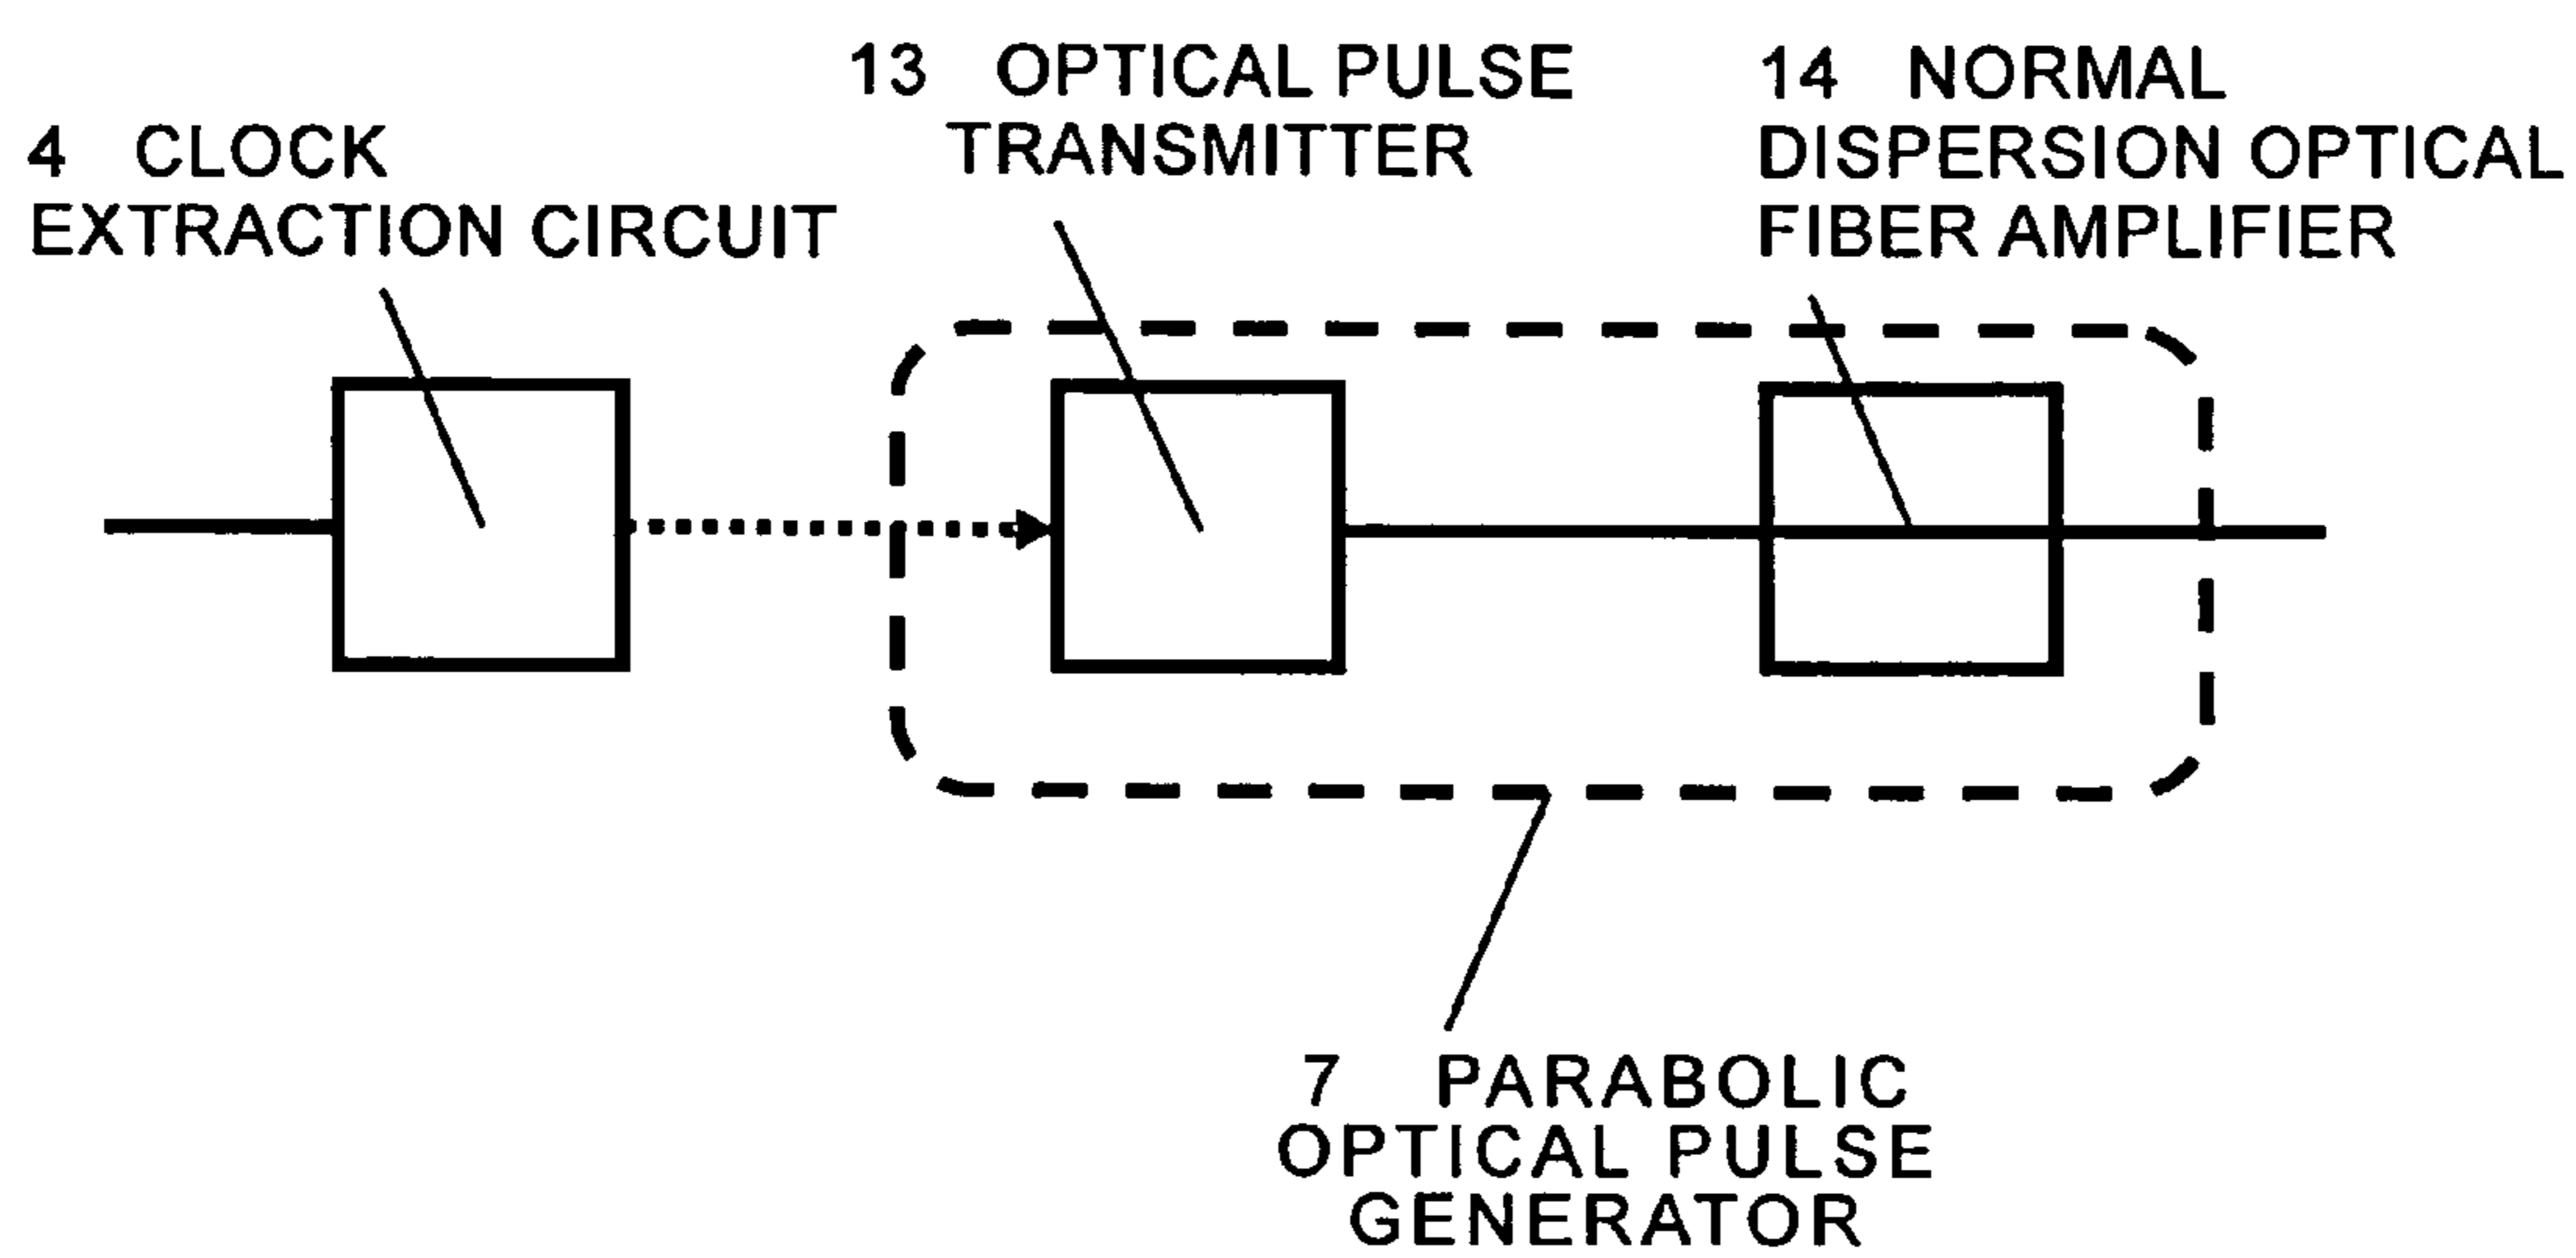 4 CLOCK
EXTRACTION CIRCUIT
13 OPTICAL PULSE
TRANSMITTER
14 NORMAL
DISPERSION OPTICAL
FIBER AMPLIFIER
7 PARABOLIC
OPTICAL PULSE
GENERATOR